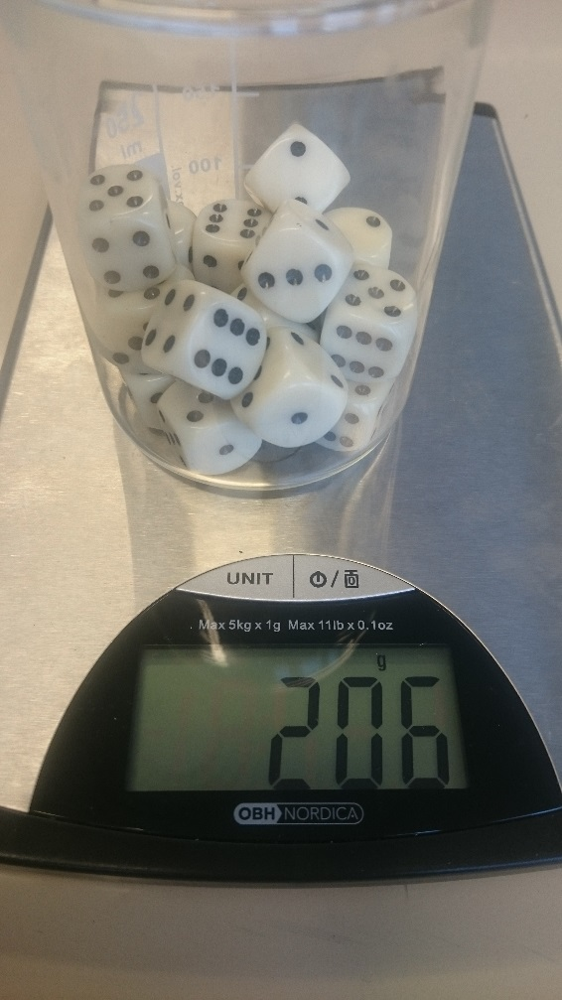 250
ml
100
UNIT
/
. Max 5kg x 1g Max 11lb x 0.1oz
g
206
OBH NORDICA